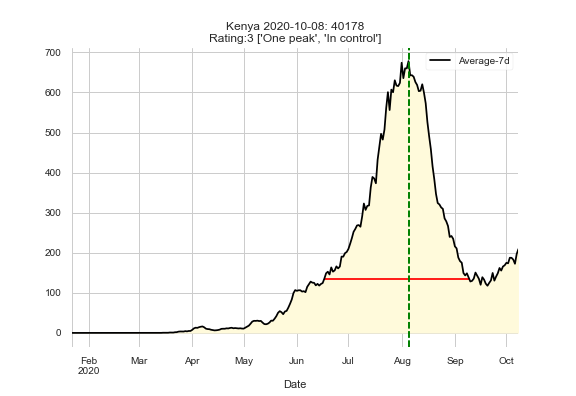 Kenya 2020-10-08: 40178
Rating:3 ['One peak', 'In control']
700
Average-7d
600
500
400
300
200
100
0
Feb Mar Apr May Jun Jul Aug Sep Oct
2020
Date